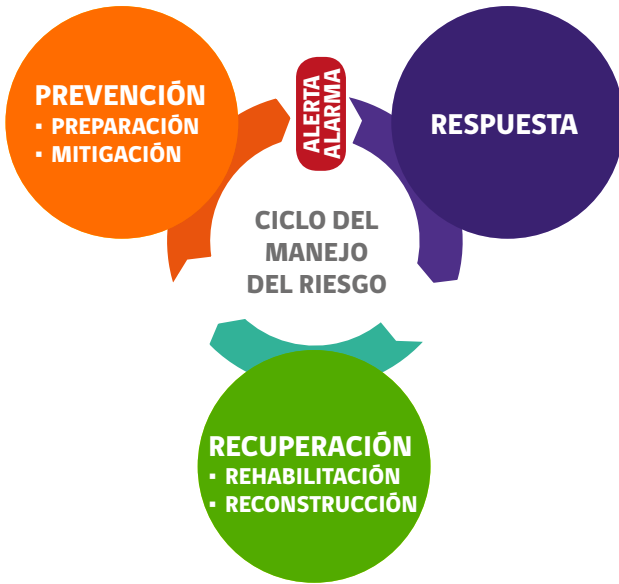 PREVENCIÓN
▪ PREPARACIÓN
▪ MITIGACIÓN
ALERTA
ALARMA
RESPUESTA
CICLO DEL
MANEJO
DEL RIESGO
RECUPERACIÓN
▪ REHABILITACIÓN
▪ RECONSTRUCCIÓN